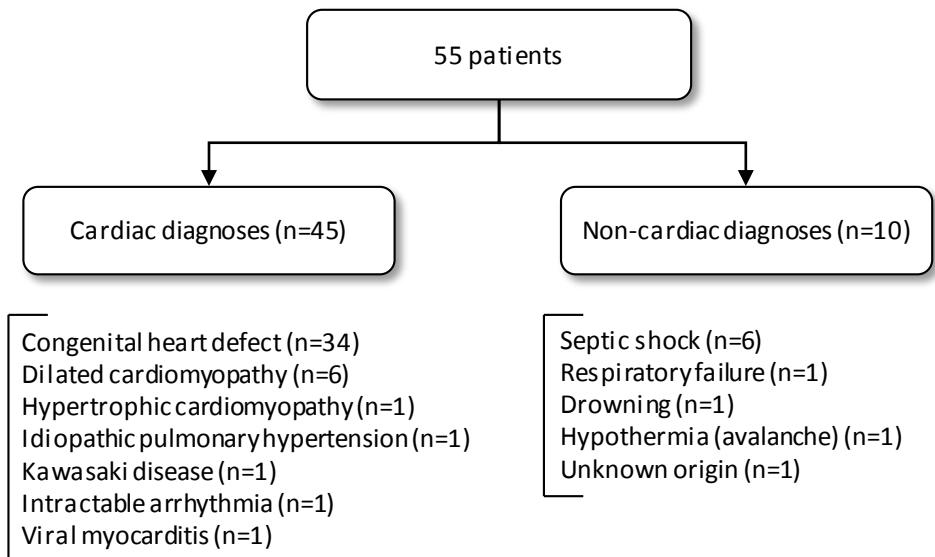 55 patients
Cardiac diagnoses (n=45)
Non-cardiac diagnoses (n=10)
Congenital heart defect (n=34)
Dilated cardiomyopathy (n=6)
Hypertrophic cardiomyopathy (n=1)
Idiopathic pulmonary hypertension (n=1)
Kawasaki disease (n=1)
Intractable arrhythmia (n=1)
Viral myocarditis (n=1)
Septic shock (n=6)
Respiratory failure (n=1)
Drowning (n=1)
Hypothermia (avalanche) (n=1)
Unknown origin (n=1)